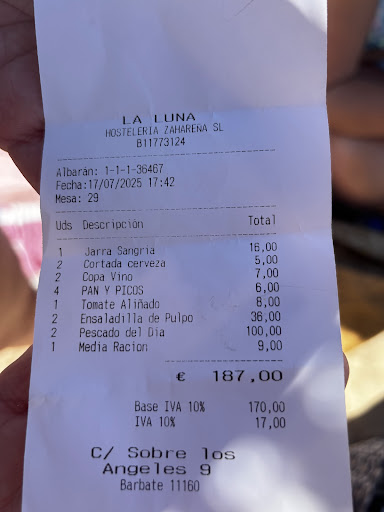 LA LUNA
HOSTELERIA ZAHAREÑA SL
B11773124
Albarán: 1-1-1-36467
Fecha:17/07/2025 17:42
Mesa: 29
Uds Descripción Total
1 Jarra Sangria 16,00
2 Cortada cerveza 5,00
2 Copa Vino 7,00
4 PAN Y PICOS 6,00
1 Tomate Aliñado 8,00
2 Ensaladilla de Pulpo 36,00
2 Pescado del Dia 100,00
1 Media Racion 9,00
€ 187,00
Base IVA 10% 170,00
IVA 10% 17,00
C/ Sobre los
Angeles 9
Barbate 11160